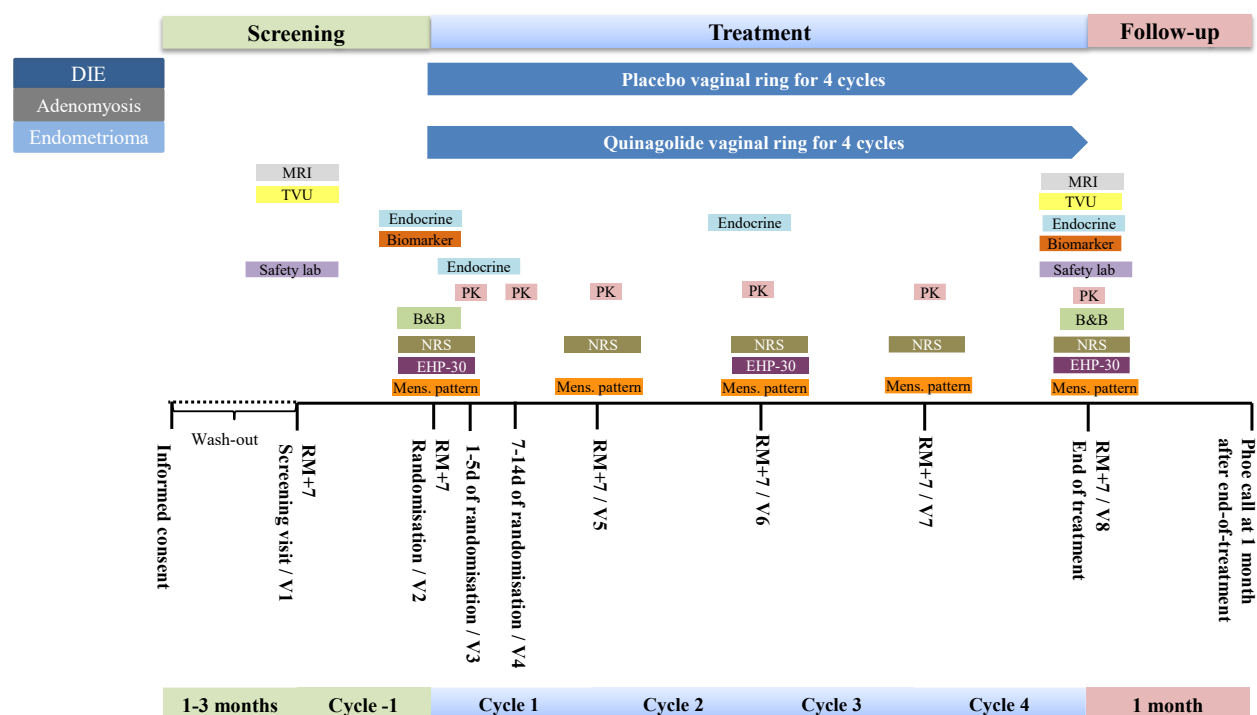 Screening
Treatment
Follow-up
DIE
Adenomyosis
Endometrioma
Placebo vaginal ring for 4 cycles
Quinagolide vaginal ring for 4 cycles
MRI
MRI
TVU
TVU
Endocrine
Endocrine
Endocrine
Biomarker
Biomarker
Safety lab
Endocrine
Safety lab
PK
PK
PK
PK
PK
PK
B&B
B&B
NRS
NRS
NRS
NRS
NRS
EHP-30
EHP-30
EHP-30
Mens. pattern
Mens. pattern
Mens. pattern
Mens. pattern
Mens. pattern
Wash-out
Informed consent
RM+7
Screening visit / V1
RM+7
Randomisation / V2
1-5d of randomisation / V3
7-14d of randomisation / V4
RM+7 / V5
RM+7 / V6
RM+7 / V7
RM+7 / V8
End of treatment
Phoe call at 1 month
after end-of-treatment
1-3 months
Cycle -1
Cycle 1
Cycle 2
Cycle 3
Cycle 4
1 month